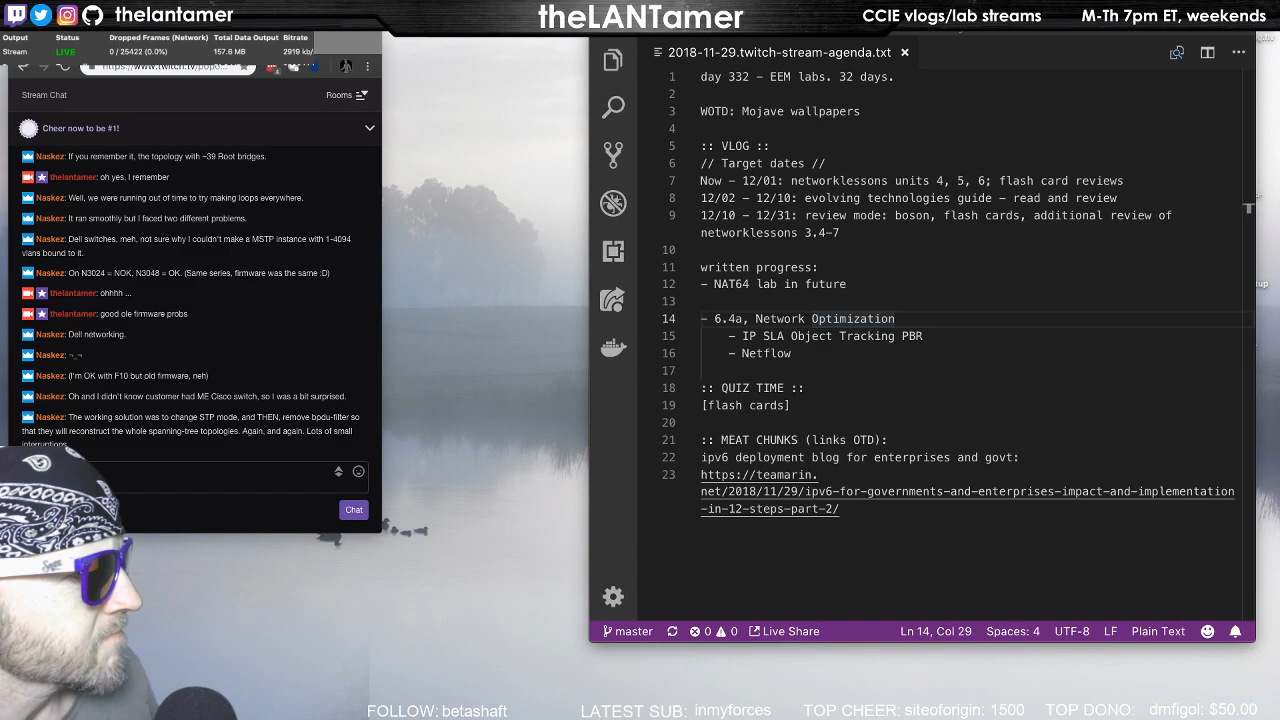 thelantamer
theLANTamer
CCIE vlogs/lab streams
M-Th 7pm ET, weekends
Output
Status
Dropped Frames (Network)
Total Data Output
Bitrate
Stream
LIVE
0 / 25422 (0.0%)
157.6 MB
2919 kb/
Stream Chat
Rooms
Cheer now to be #1!
Naskez: If you remember it, the topology with ~39 Root bridges.
thelantamer: oh yes, I remember
Naskez: Well, we were running out of time to try making loops everywhere.
Naskez: It ran smoothly but I faced two different problems.
Naskez: Dell switches, meh, not sure why I couldn't make a MSTP instance with 1-4094
vlans bound to it.
Naskez: On N3024 = NOK, N3048 = OK. (Same series, firmware was the same :D)
thelantamer: ohhhh ...
thelantamer: good ole firmware probs
Naskez: Dell networking.
Naskez: ¬_¬
Naskez: (I'm OK with F10 but old firmware, neh)
Naskez: Oh and I didn't know customer had ME Cisco switch, so I was a bit surprised.
Naskez: The working solution was to change STP mode, and THEN, remove bpdu-filter so
that they will reconstruct the whole spanning-tree topologies. Again, and again. Lots of small
interruptions.
Chat
2018-11-29.twitch-stream-agenda.txt
1 day 332 - EEM labs. 32 days.
2
3 WOTD: Mojave wallpapers
4
5 :: VLOG ::
6 // Target dates //
7 Now - 12/01: networklessons units 4, 5, 6; flash card reviews
8 12/02 - 12/10: evolving technologies guide - read and review
9 12/10 - 12/31: review mode: boson, flash cards, additional review of
networklessons 3.4-7
10
11 written progress:
12 - NAT64 lab in future
13
14 - 6.4a, Network Optimization
15 - IP SLA Object Tracking PBR
16 - Netflow
17
18 :: QUIZ TIME ::
19 [flash cards]
20
21 :: MEAT CHUNKS (links OTD):
22 ipv6 deployment blog for enterprises and govt:
23 https://teamarin.
net/2018/11/29/ipv6-for-governments-and-enterprises-impact-and-implementation
-in-12-steps-part-2/
master
0
0
Live Share
Ln 14, Col 29
Spaces: 4
UTF-8
LF
Plain Text
FOLLOW: betashaft
LATEST SUB: inmyforces
TOP CHEER: siteoforigin: 1500
TOP DONO: dmfigol: $50.00